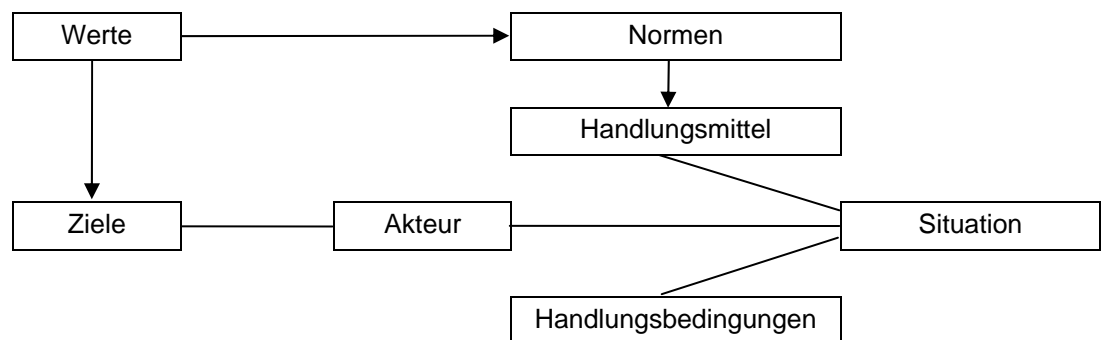 Werte
Normen
Handlungsmittel
Ziele
Akteur
Situation
Handlungsbedingungen